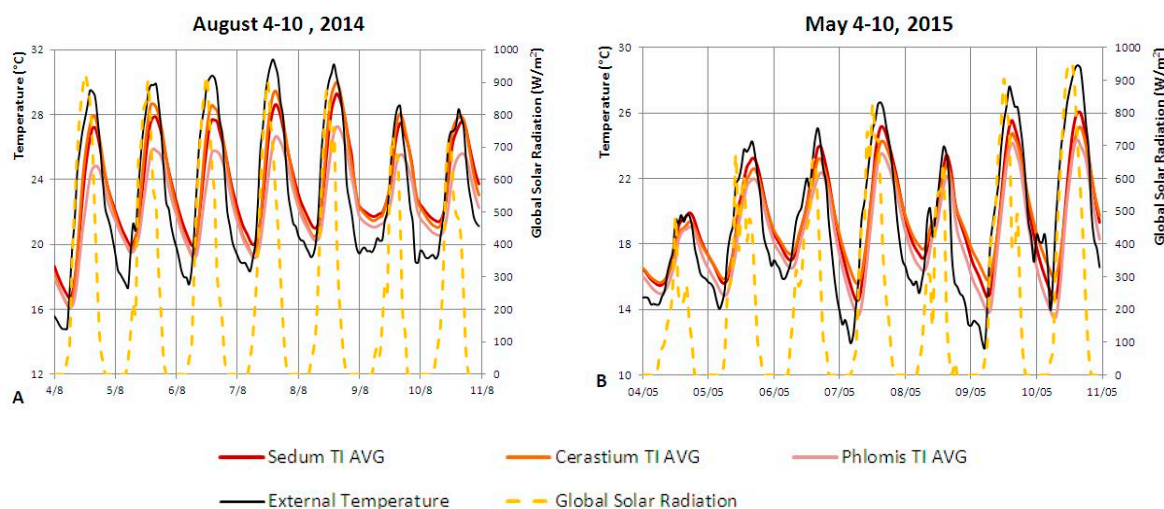 August 4-10 , 2014
May 4-10, 2015
Temperature (°C)
32
28
24
20
16
12
1000
900
800
700
600
500
400
300
200
100
0
Global Solar Radiation (W/m²)
4/8 5/8 6/8 7/8 8/8 9/8 10/8 11/8
A
Temperature (°C)
30
26
22
18
14
10
1000
900
800
700
600
500
400
300
200
100
0
Global Solar Radiation (W/m²)
04/05 05/05 06/05 07/05 08/05 09/05 10/05 11/05
B
Sedum TI AVG Cerastium TI AVG Phlomis TI AVG
External Temperature Global Solar Radiation